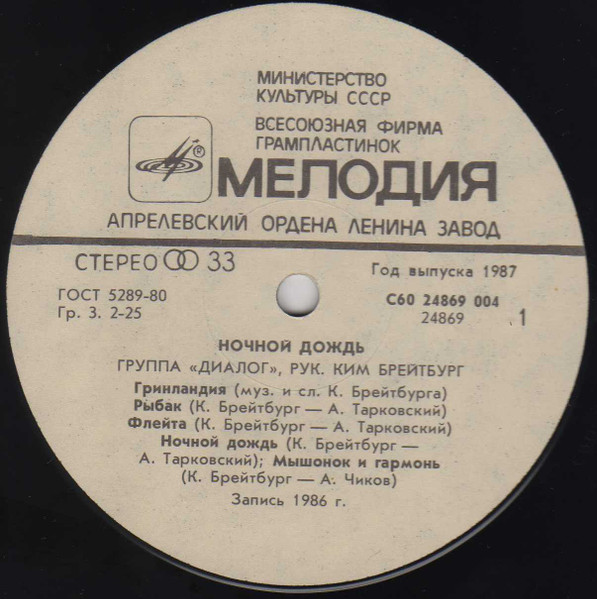 МИНИСТЕРСТВО
КУЛЬТУРЫ СССР
ВСЕСОЮЗНАЯ ФИРМА
ГРАМПЛАСТИНОК
®
МЕЛОДИЯ
АПРЕЛЕВСКИЙ ОРДЕНА ЛЕНИНА ЗАВОД
СТЕРЕО 33
Год выпуска 1987
ГОСТ 5289-80
Гр. 3. 2-25
С60 24869 004
24869 1
НОЧНОЙ ДОЖДЬ
ГРУППА «ДИАЛОГ», РУК. КИМ БРЕЙТБУРГ
Гринландия (муз. и сл. К. Брейтбурга)
Рыбак (К. Брейтбург — А. Тарковский)
Флейта (К. Брейтбург — А. Тарковский)
Ночной дождь (К. Брейтбург —
А. Тарковский); Мышонок и гармонь
(К. Брейтбург — А. Чиков)
Запись 1986 г.